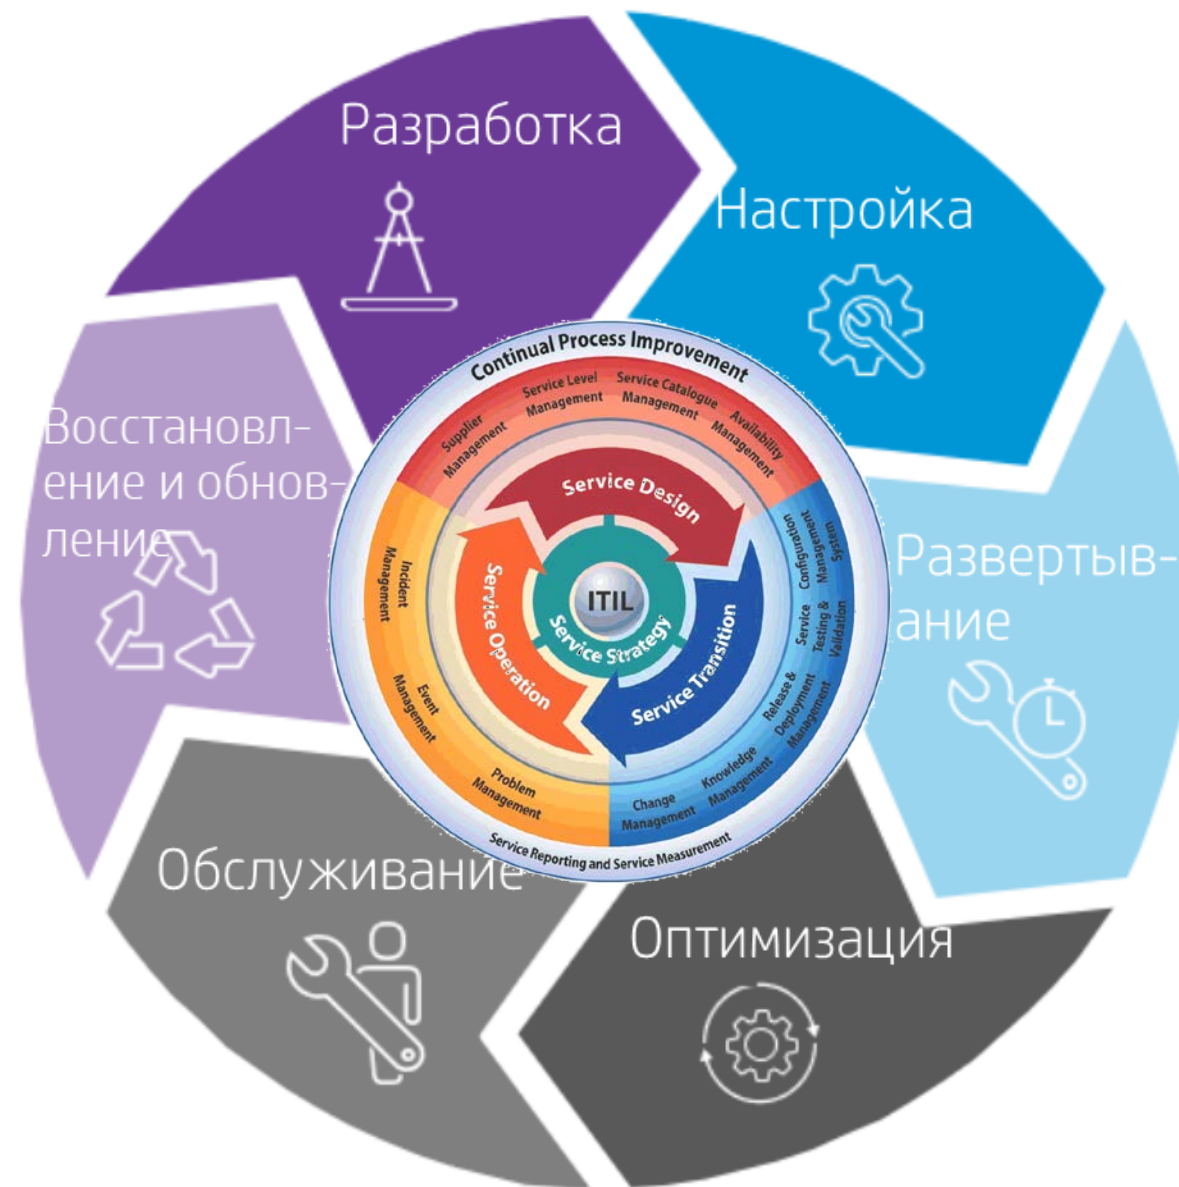 Разработка
Настройка
Восстановл-
ение и обнов-
ление
Развертыв-
ание
Обслуживание
Оптимизация
Continual Process Improvement
Supplier
Management
Service Level
Management
Service Catalogue
Management
Availability
Management
Configuration
Management
System
Service
Testing &
Validation
Release &
Deployment
Management
Knowledge
Management
Change
Management
Problem
Management
Event
Management
Incident
Management
Service Design
Service Transition
Service Operation
ITIL
Service Strategy
Service Reporting and Service Measurement